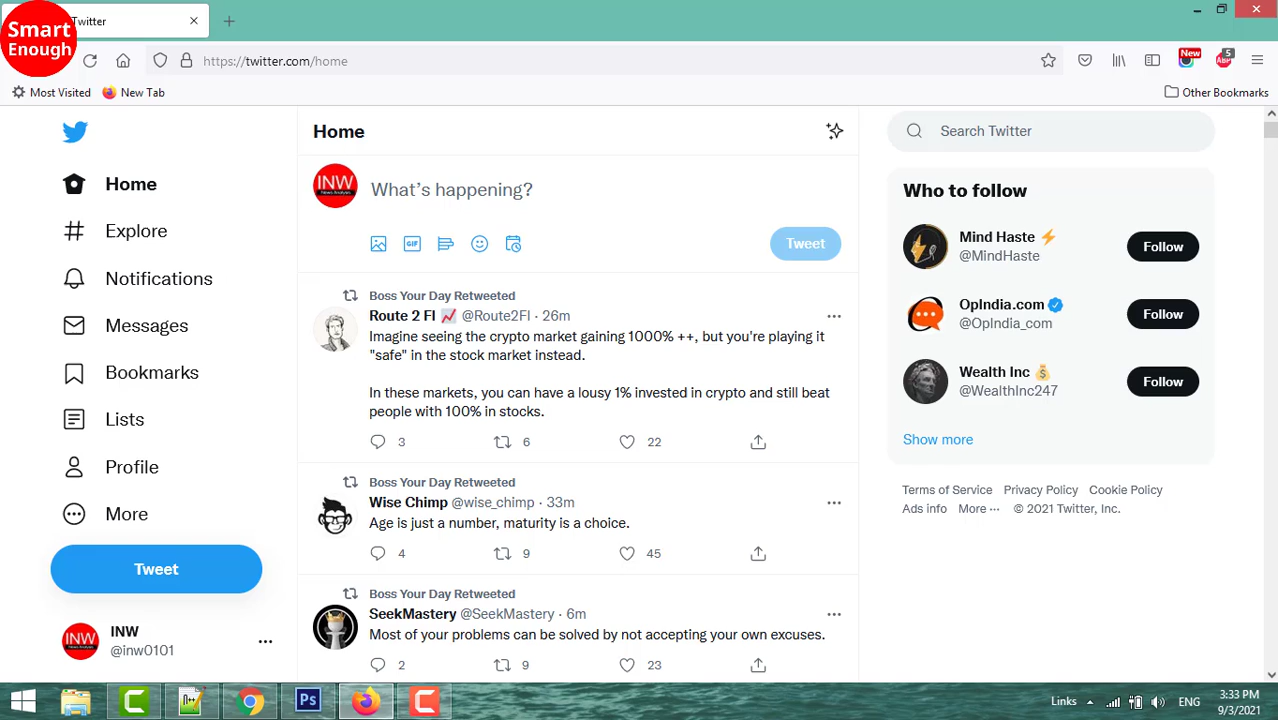 Smart
Enough
Twitter
https://twitter.com/home
New
5
ABP
Most Visited
New Tab
Other Bookmarks
Home
Explore
Notifications
Messages
Bookmarks
Lists
Profile
More
Tweet
INW
INW
@inw0101
Home
INW
What's happening?
GIF
Tweet
Boss Your Day Retweeted
Route 2 FI 📈 @Route2FI · 26m
Imagine seeing the crypto market gaining 1000% ++, but you're playing it
"safe" in the stock market instead.
In these markets, you can have a lousy 1% invested in crypto and still beat
people with 100% in stocks.
3 6 22
Boss Your Day Retweeted
Wise Chimp @wise_chimp · 33m
Age is just a number, maturity is a choice.
4 9 45
Boss Your Day Retweeted
SeekMastery @SeekMastery · 6m
Most of your problems can be solved by not accepting your own excuses.
2 9 23
Search Twitter
Who to follow
Mind Haste ⚡
@MindHaste
Follow
OpIndia.com
@OpIndia_com
Follow
Wealth Inc 💰
@WealthInc247
Follow
Show more
Terms of Service Privacy Policy Cookie Policy
Ads info More ··· © 2021 Twitter, Inc.
Ps
Links
ENG
3:33 PM
9/3/2021